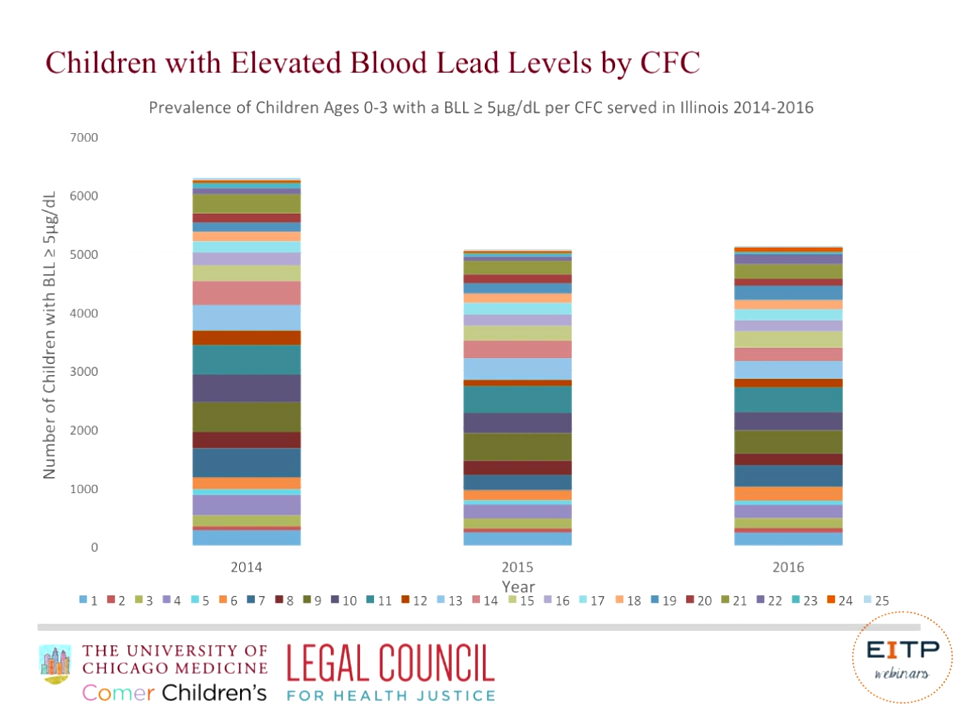 Children with Elevated Blood Lead Levels by CFC
Prevalence of Children Ages 0-3 with a BLL ≥ 5µg/dL per CFC served in Illinois 2014-2016
Number of Children with BLL ≥ 5µg/dL
7000
6000
5000
4000
3000
2000
1000
0
2014 2015 2016
Year
1 2 3 4 5 6 7 8 9 10 11 12 13 14 15 16 17 18 19 20 21 22 23 24 25
THE UNIVERSITY OF
CHICAGO MEDICINE
Comer Children's
LEGAL COUNCIL
FOR HEALTH JUSTICE
EITP
webinars